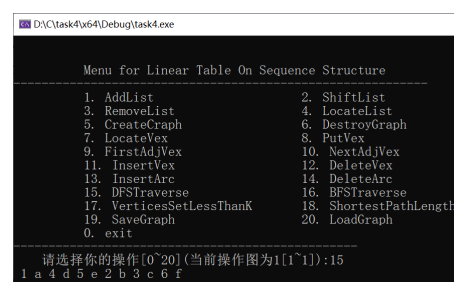 D:\C\task4\x64\Debug\task4.exe
Menu for Linear Table On Sequence Structure
-------------------------------------------------------
1. AddList 2. ShiftList
3. RemoveList 4. LocateList
5. CreateCraph 6. DestroyGraph
7. LocateVex 8. PutVex
9. FirstAdjVex 10. NextAdjVex
11. InsertVex 12. DeleteVex
13. InsertArc 14. DeleteArc
15. DFSTraverse 16. BFSTraverse
17. VerticesSetLessThanK 18. ShortestPathLength
19. SaveGraph 20. LoadGraph
0. exit
-------------------------------------------------------
请选择你的操作[0~20](当前操作图为1[1~1]):15
1 a 4 d 5 e 2 b 3 c 6 f